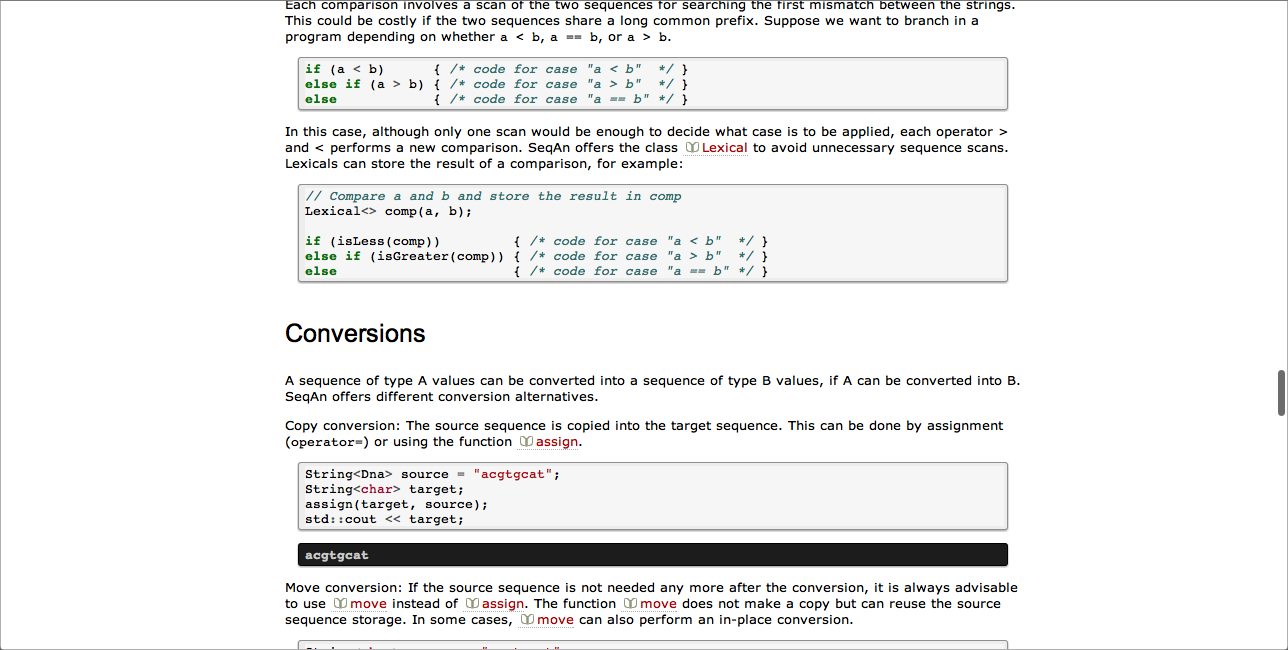 Each comparison involves a scan of the two sequences for searching the first mismatch between the strings.
This could be costly if the two sequences share a long common prefix. Suppose we want to branch in a
program depending on whether a < b, a == b, or a > b.
if (a < b)      { /* code for case "a < b"  */ }
else if (a > b) { /* code for case "a > b"  */ }
else            { /* code for case "a == b" */ }
In this case, although only one scan would be enough to decide what case is to be applied, each operator >
and < performs a new comparison. SeqAn offers the class Lexical to avoid unnecessary sequence scans.
Lexicals can store the result of a comparison, for example:
// Compare a and b and store the result in comp
Lexical<> comp(a, b);
if (isLess(comp))         { /* code for case "a < b"  */ }
else if (isGreater(comp)) { /* code for case "a > b"  */ }
else                      { /* code for case "a == b" */ }
Conversions
A sequence of type A values can be converted into a sequence of type B values, if A can be converted into B.
SeqAn offers different conversion alternatives.
Copy conversion: The source sequence is copied into the target sequence. This can be done by assignment
(operator=) or using the function assign.
String<Dna> source = "acgtgcat";
String<char> target;
assign(target, source);
std::cout << target;
acgtgcat
Move conversion: If the source sequence is not needed any more after the conversion, it is always advisable
to use move instead of assign. The function move does not make a copy but can reuse the source
sequence storage. In some cases, move can also perform an in-place conversion.